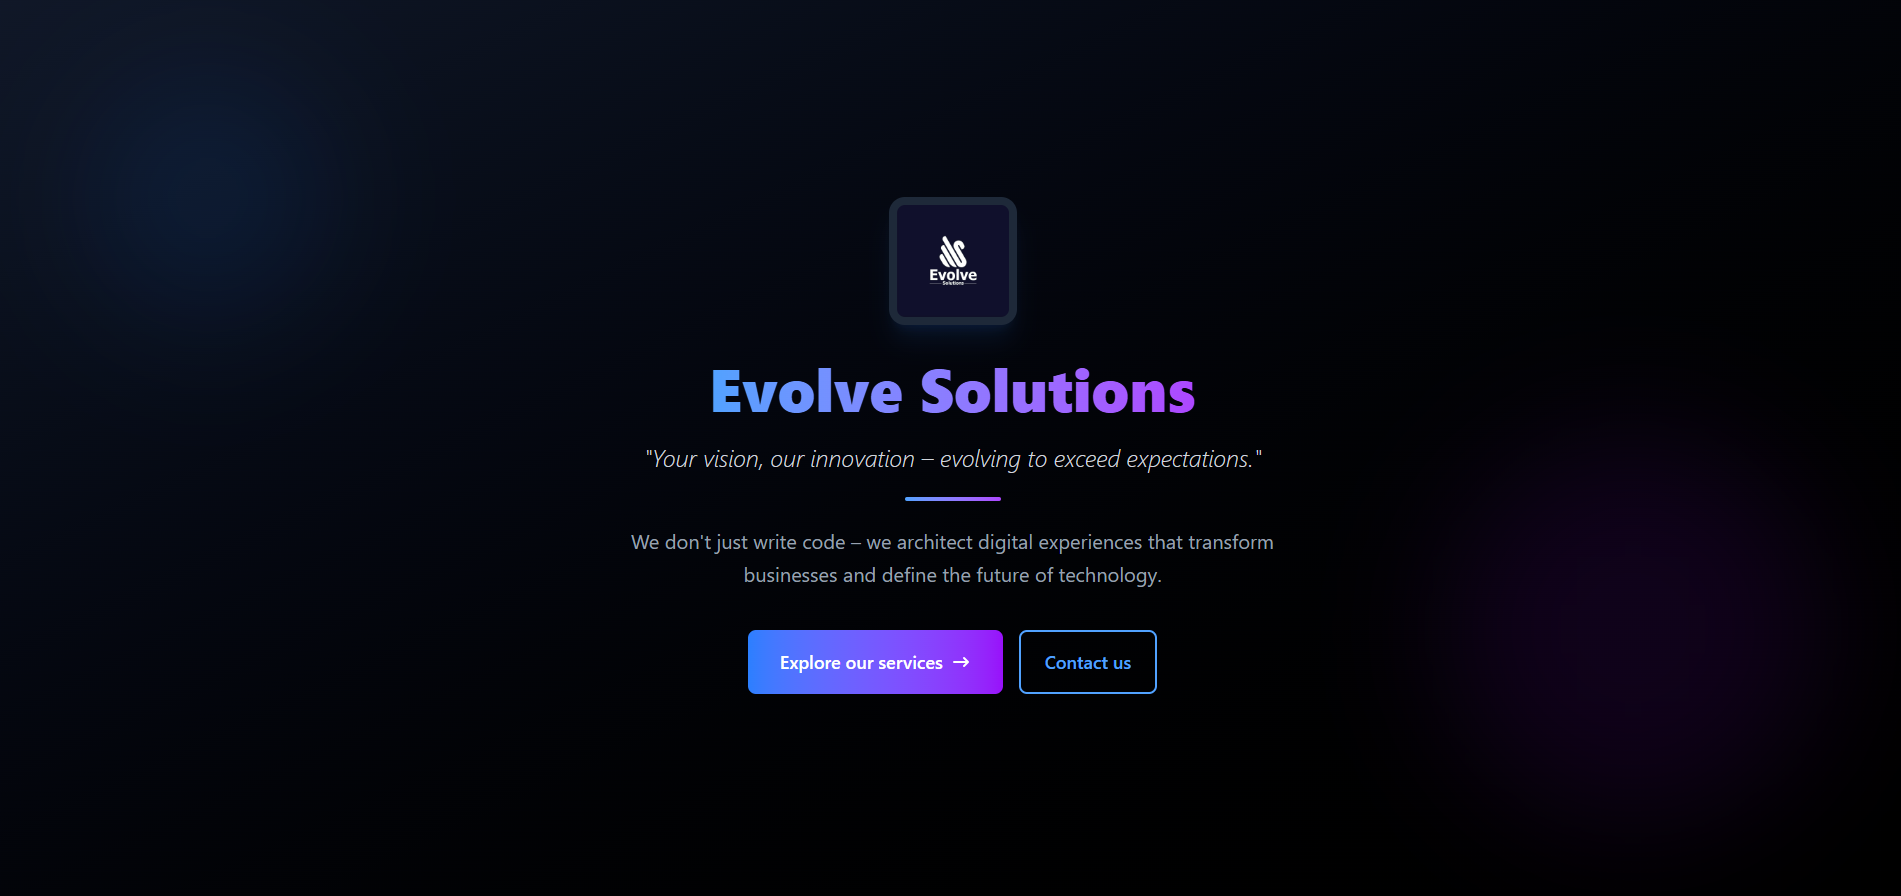 Evolve
Solutions
Evolve Solutions
"Your vision, our innovation – evolving to exceed expectations."
We don't just write code – we architect digital experiences that transform
businesses and define the future of technology.
Explore our services →
Contact us